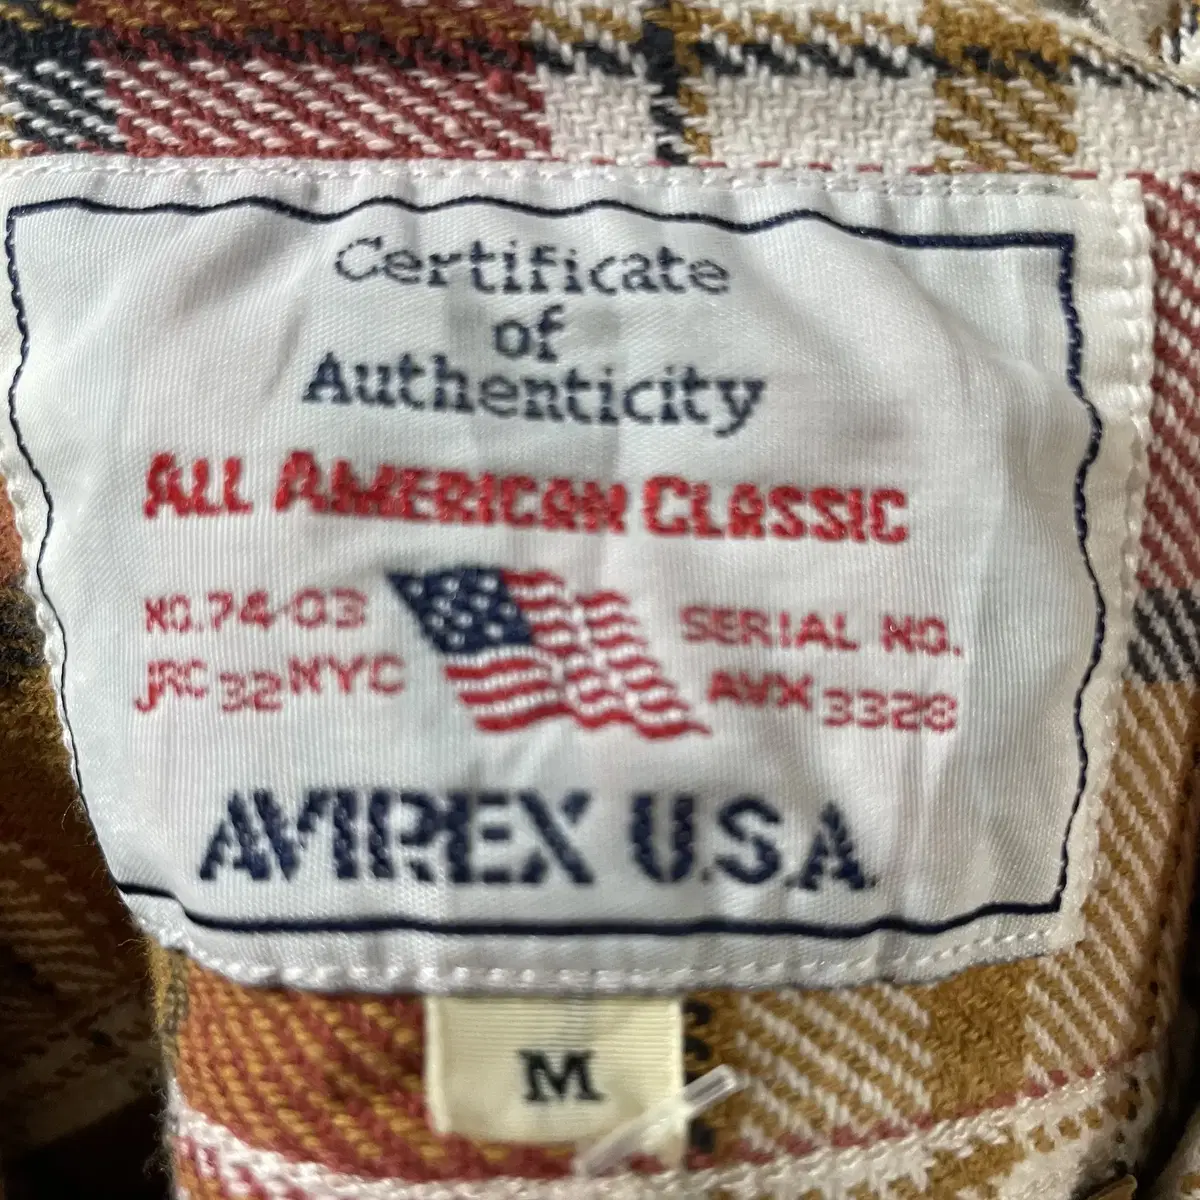 Certificate
of
Authenticity
ALL AMERICAN CLASSIC
NO.74-03
JRC 32 NYC
SERIAL NO.
AVX 3328
AVIREX U.S.A
M